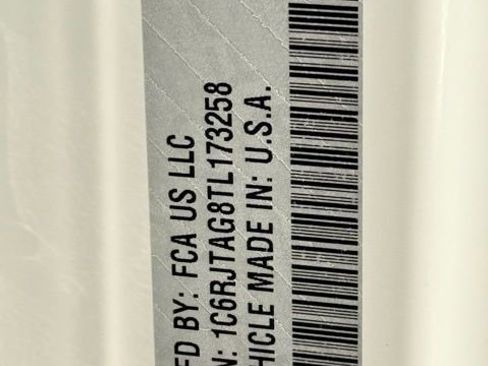 FD BY: FCA US LLC
N: 1C6RJTAG8TL173258
HICLE MADE IN: U.S.A.